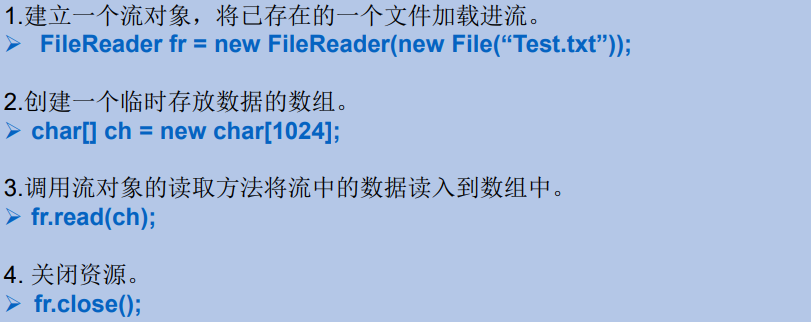 1.建立一个流对象，将已存在的一个文件加载进流。
➢ FileReader fr = new FileReader(new File(“Test.txt”));
2.创建一个临时存放数据的数组。
➢ char[] ch = new char[1024];
3.调用流对象的读取方法将流中的数据读入到数组中。
➢ fr.read(ch);
4. 关闭资源。
➢ fr.close();